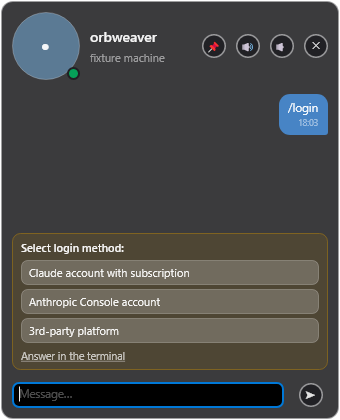 orbweaver
fixture machine
/login
18:03
Select login method:
Claude account with subscription
Anthropic Console account
3rd-party platform
Answer in the terminal
Message...